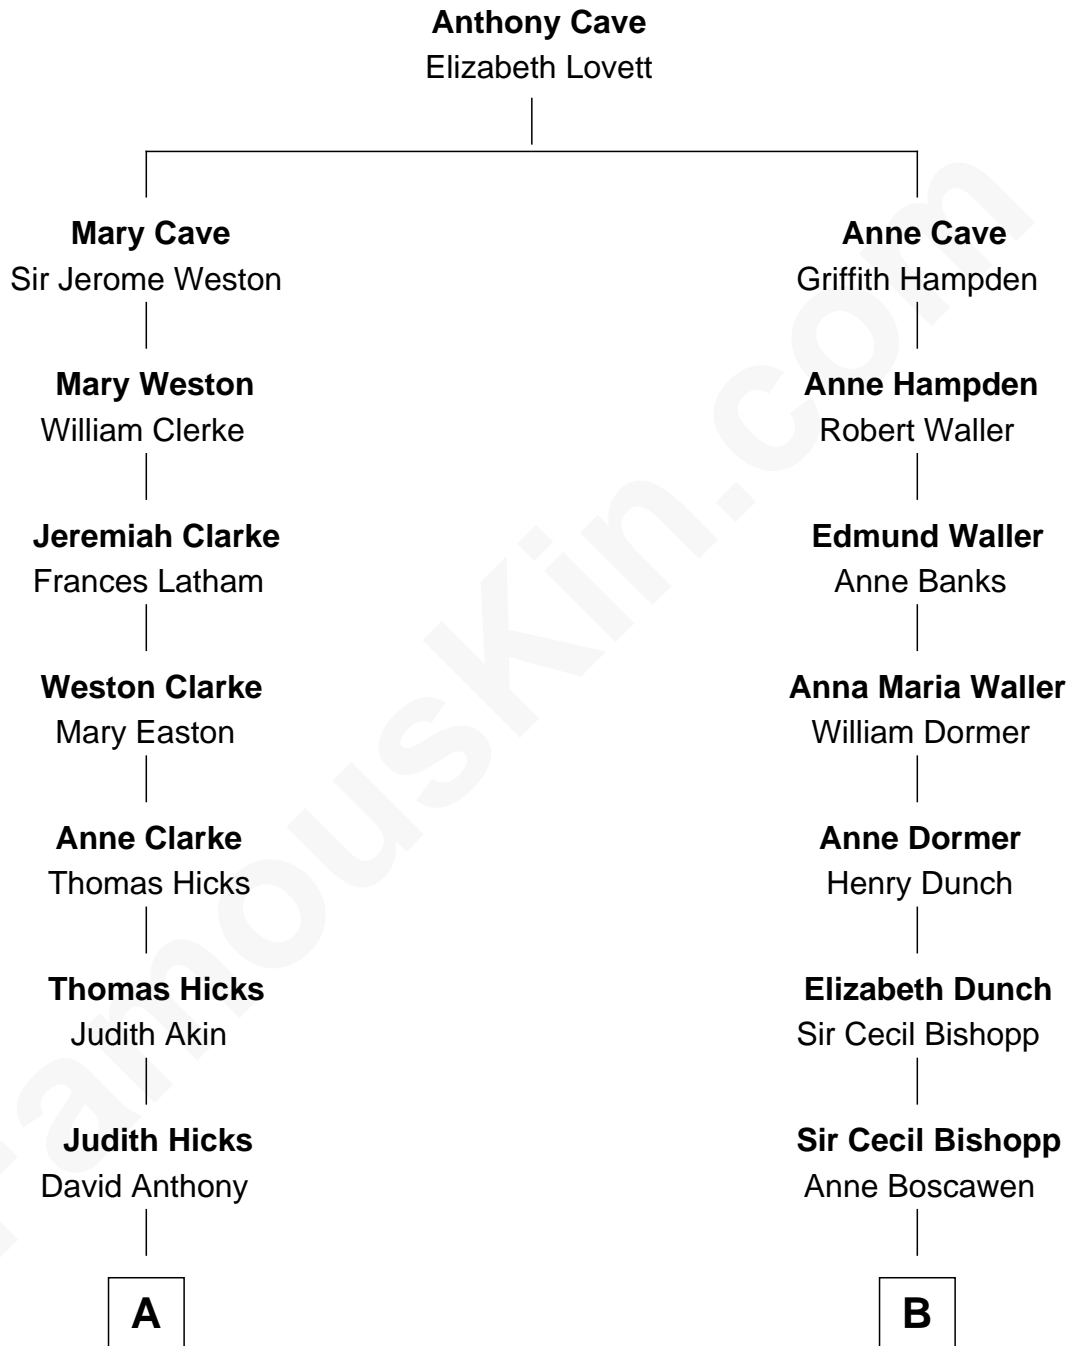 Anthony Cave
Elizabeth Lovett
Mary Cave
Sir Jerome Weston
Anne Cave
Griffith Hampden
Mary Weston
William Clerke
Anne Hampden
Robert Waller
Jeremiah Clarke
Frances Latham
Edmund Waller
Anne Banks
Weston Clarke
Mary Easton
Anna Maria Waller
William Dormer
Anne Clarke
Thomas Hicks
Anne Dormer
Henry Dunch
Thomas Hicks
Judith Akin
Elizabeth Dunch
Sir Cecil Bishopp
Judith Hicks
David Anthony
Sir Cecil Bishopp
Anne Boscawen
A
B
FamousKin.com